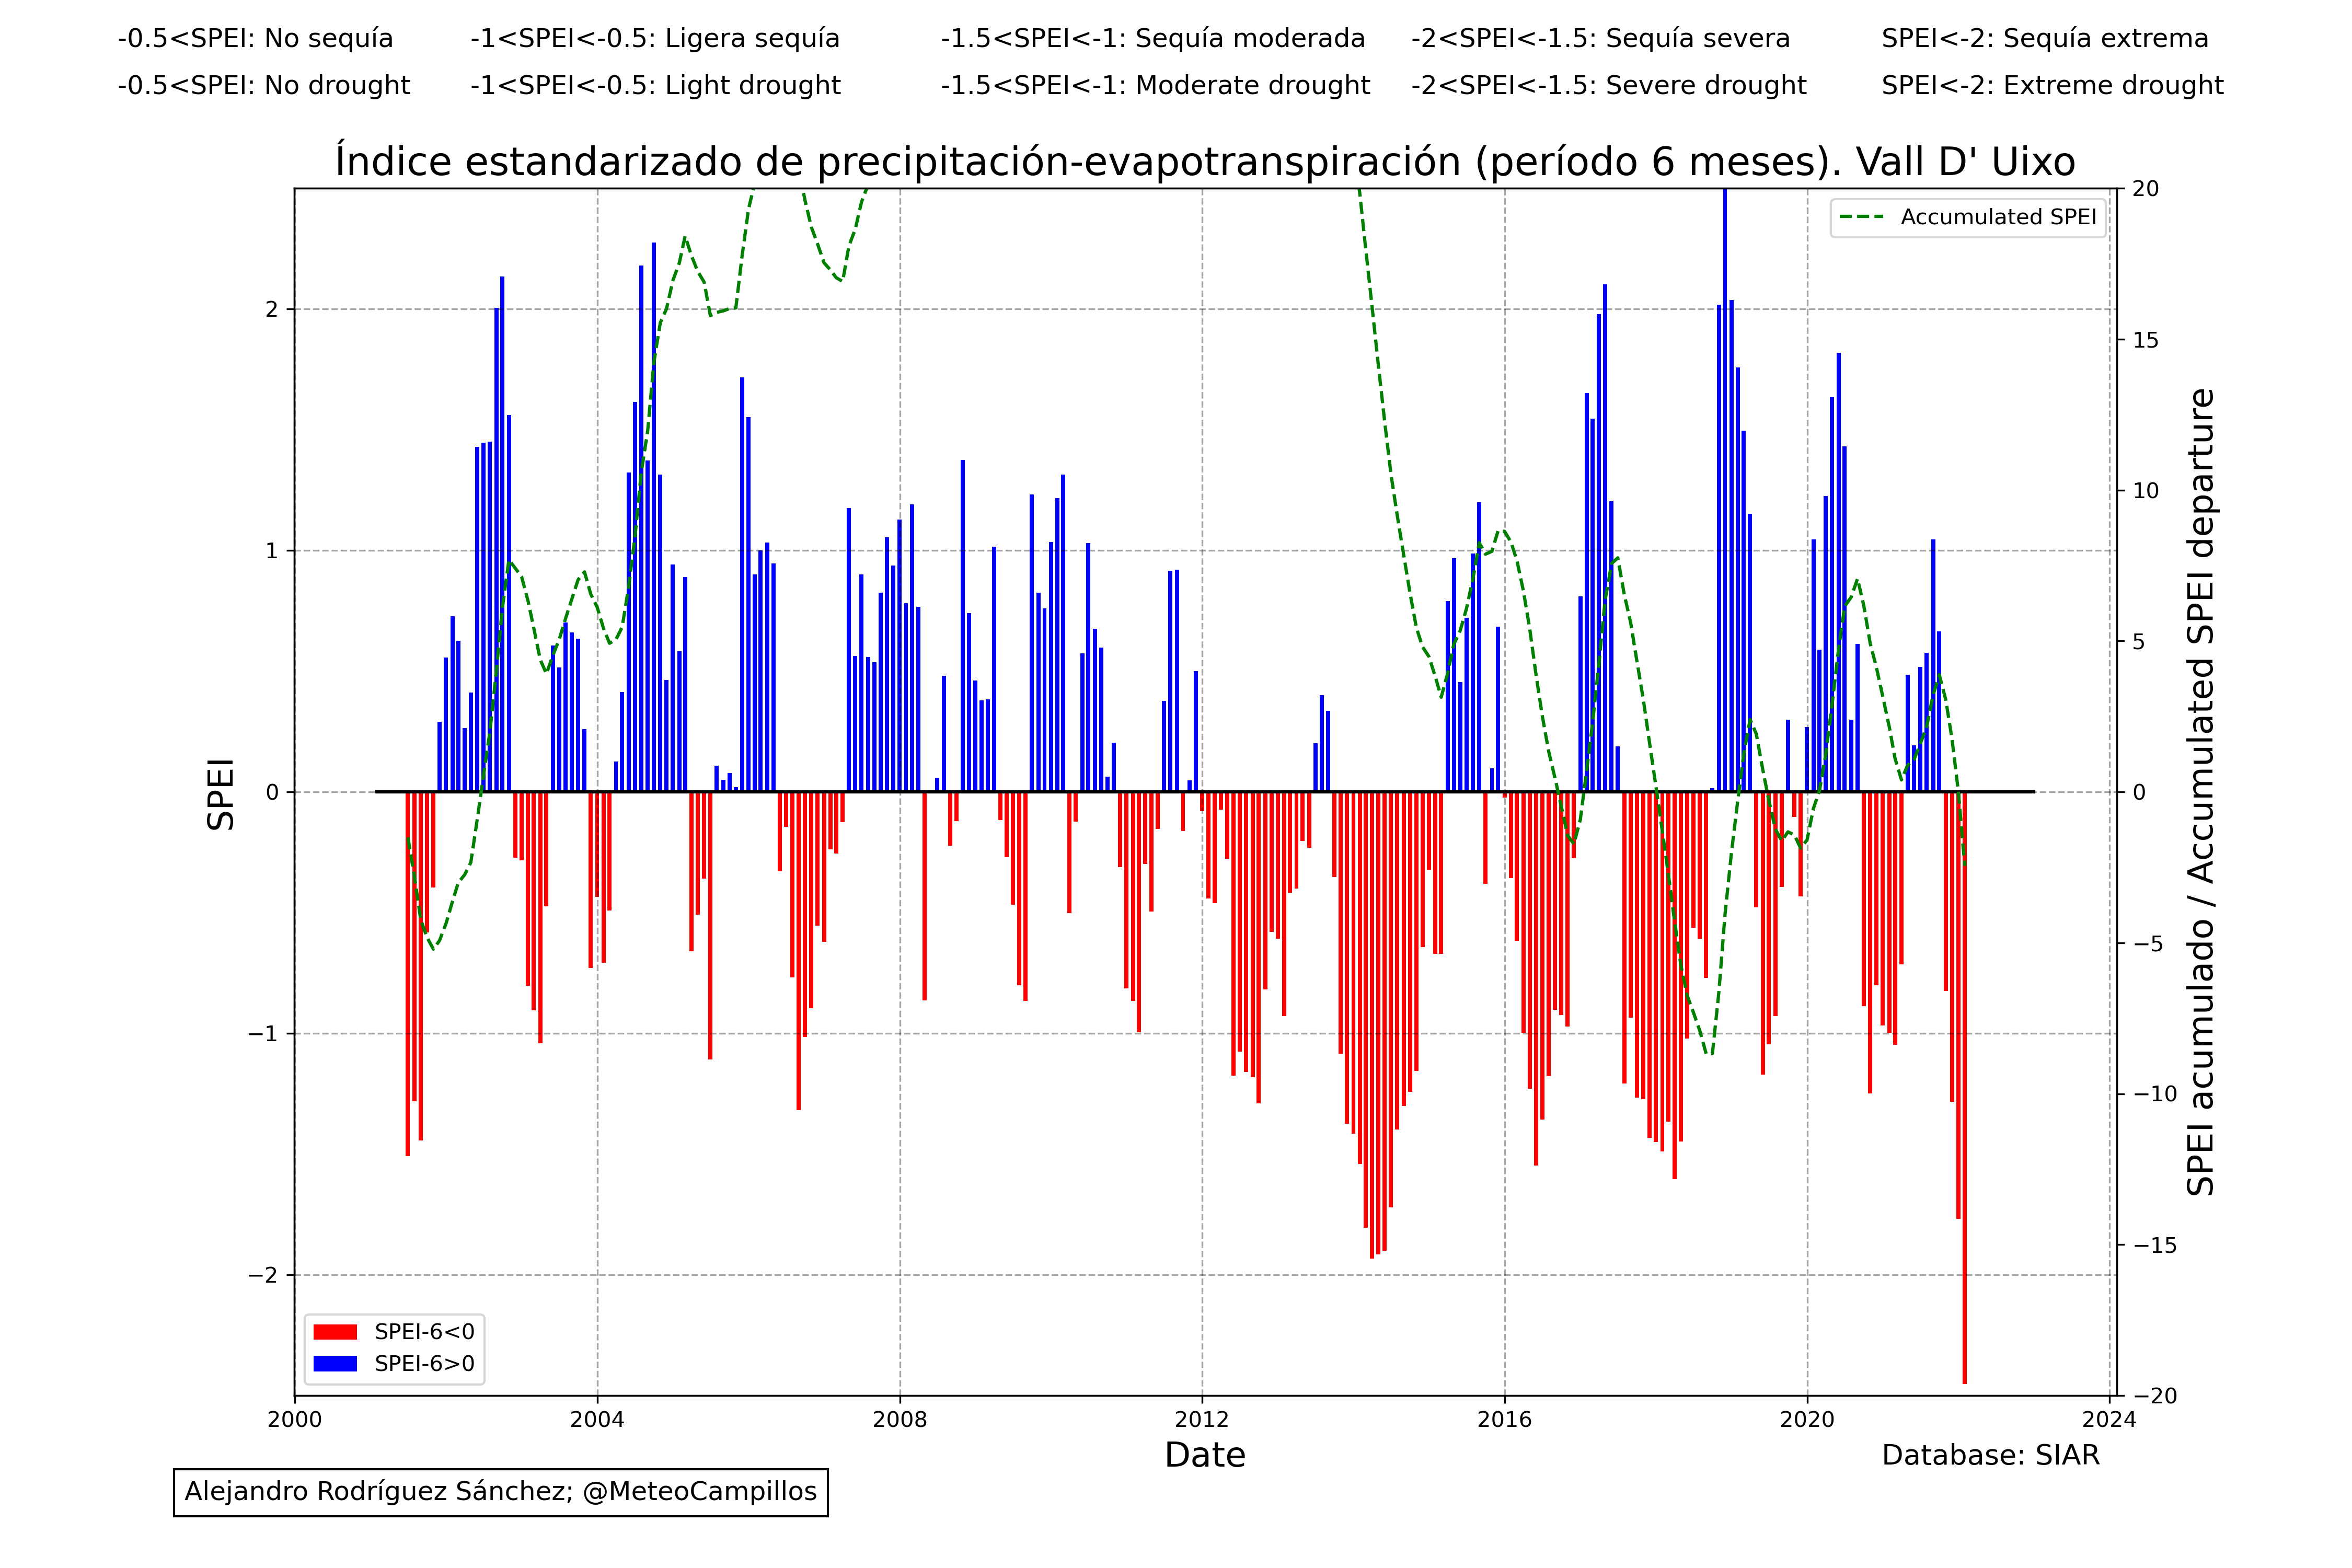 -0.5<SPEI: No sequía
-1<SPEI<-0.5: Ligera sequía
-1.5<SPEI<-1: Sequía moderada
-2<SPEI<-1.5: Sequía severa
SPEI<-2: Sequía extrema
-0.5<SPEI: No drought
-1<SPEI<-0.5: Light drought
-1.5<SPEI<-1: Moderate drought
-2<SPEI<-1.5: Severe drought
SPEI<-2: Extreme drought
Índice estandarizado de precipitación-evapotranspiración (período 6 meses). Vall D' Uixo
Accumulated SPEI
SPEI
2
1
0
−1
−2
20
15
10
5
0
−5
−10
−15
−20
SPEI acumulado / Accumulated SPEI departure
SPEI-6<0
SPEI-6>0
2000
2004
2008
2012
2016
2020
2024
Date
Database: SIAR
Alejandro Rodríguez Sánchez; @MeteoCampillos